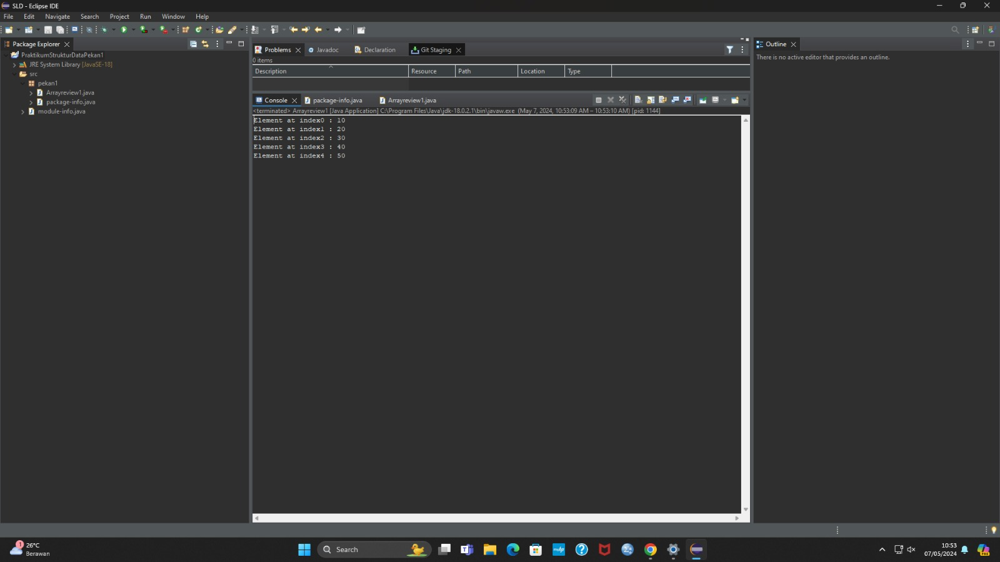 SLD - Eclipse IDE
File Edit Navigate Search Project Run Window Help
Package Explorer
PraktikumStrukturDataPekan1
JRE System Library [JavaSE-18]
src
pekan1
Arrayreview1.java
package-info.java
module-info.java
Problems Javadoc Declaration Git Staging
0 items
Description Resource Path Location Type
Console package-info.java Arrayreview1.java
<terminated> Arrayreview1 [Java Application] C:\Program Files\Java\jdk-18.0.2.1\bin\javaw.exe (May 7, 2024, 10:53:09 AM – 10:53:10 AM) [pid: 1144]
Element at index0 : 10
Element at index1 : 20
Element at index2 : 30
Element at index3 : 40
Element at index4 : 50
Outline
There is no active editor that provides an outline.
1
26°C
Berawan
Search
myhp
10:53
07/05/2024
PRE